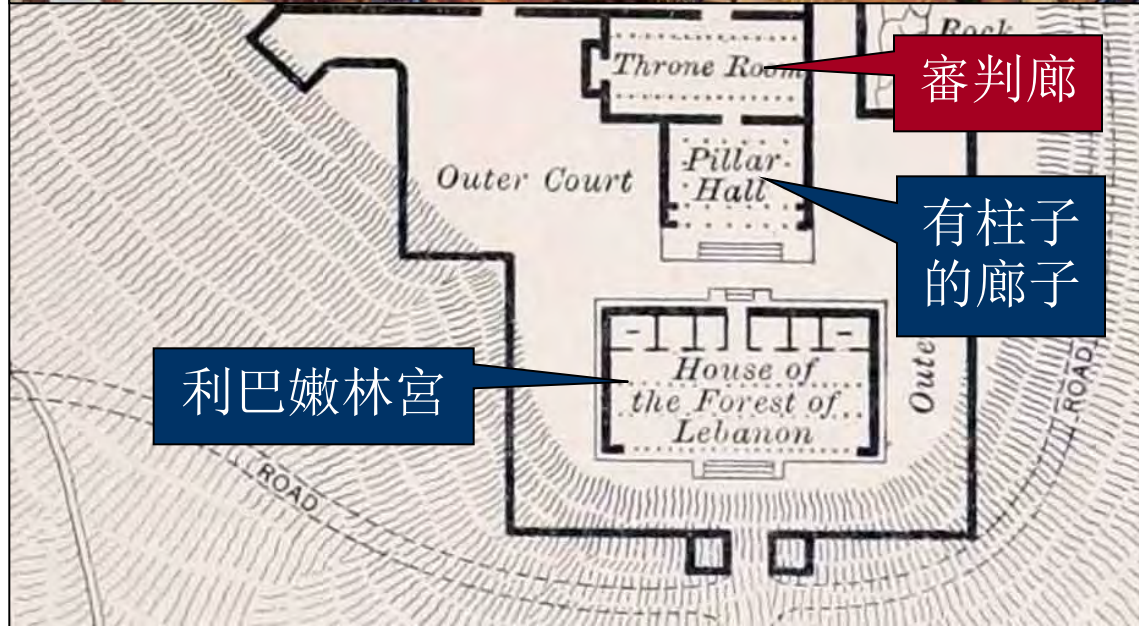 Rock
Throne Room
審判廊
Pillar
Hall
Outer Court
有柱子
的廊子
利巴嫩林宮
House of
the Forest of
Lebanon
Oute
ROAD
ROAD